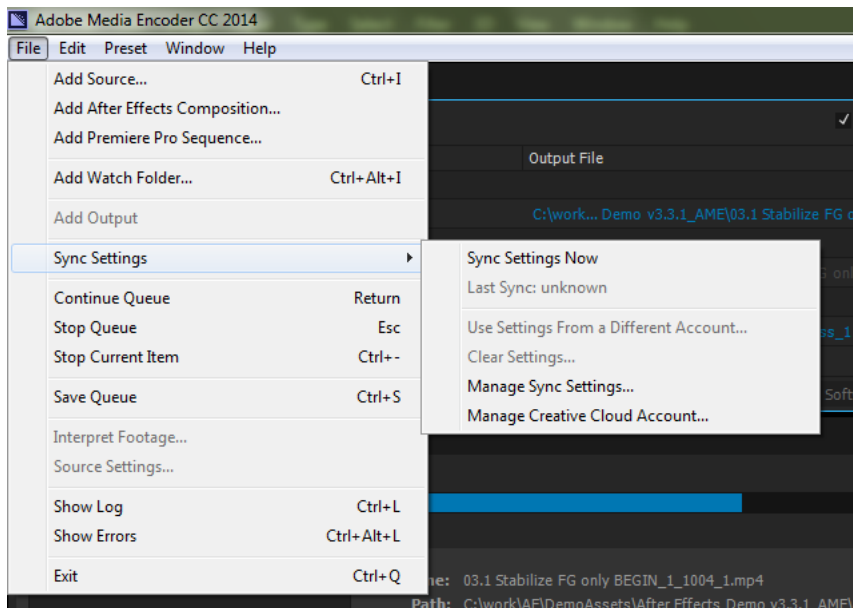 Adobe Media Encoder CC 2014
File Edit Preset Window Help
Add Source... Ctrl+I
Add After Effects Composition...
Add Premiere Pro Sequence...
Add Watch Folder... Ctrl+Alt+I
Add Output
Sync Settings
Continue Queue Return
Stop Queue Esc
Stop Current Item Ctrl+-
Save Queue Ctrl+S
Interpret Footage...
Source Settings...
Show Log Ctrl+L
Show Errors Ctrl+Alt+L
Exit Ctrl+Q
Sync Settings Now
Last Sync: unknown
Use Settings From a Different Account...
Clear Settings...
Manage Sync Settings...
Manage Creative Cloud Account...
Output File
C:\work... Demo v3.3.1_AME\03.1 Stabilize FG
Soft
03.1 Stabilize FG only BEGIN_1_1004_1.mp4
Path: C:\work\AE\DemoAssets\After Effects Demo v3.3.1_AME\